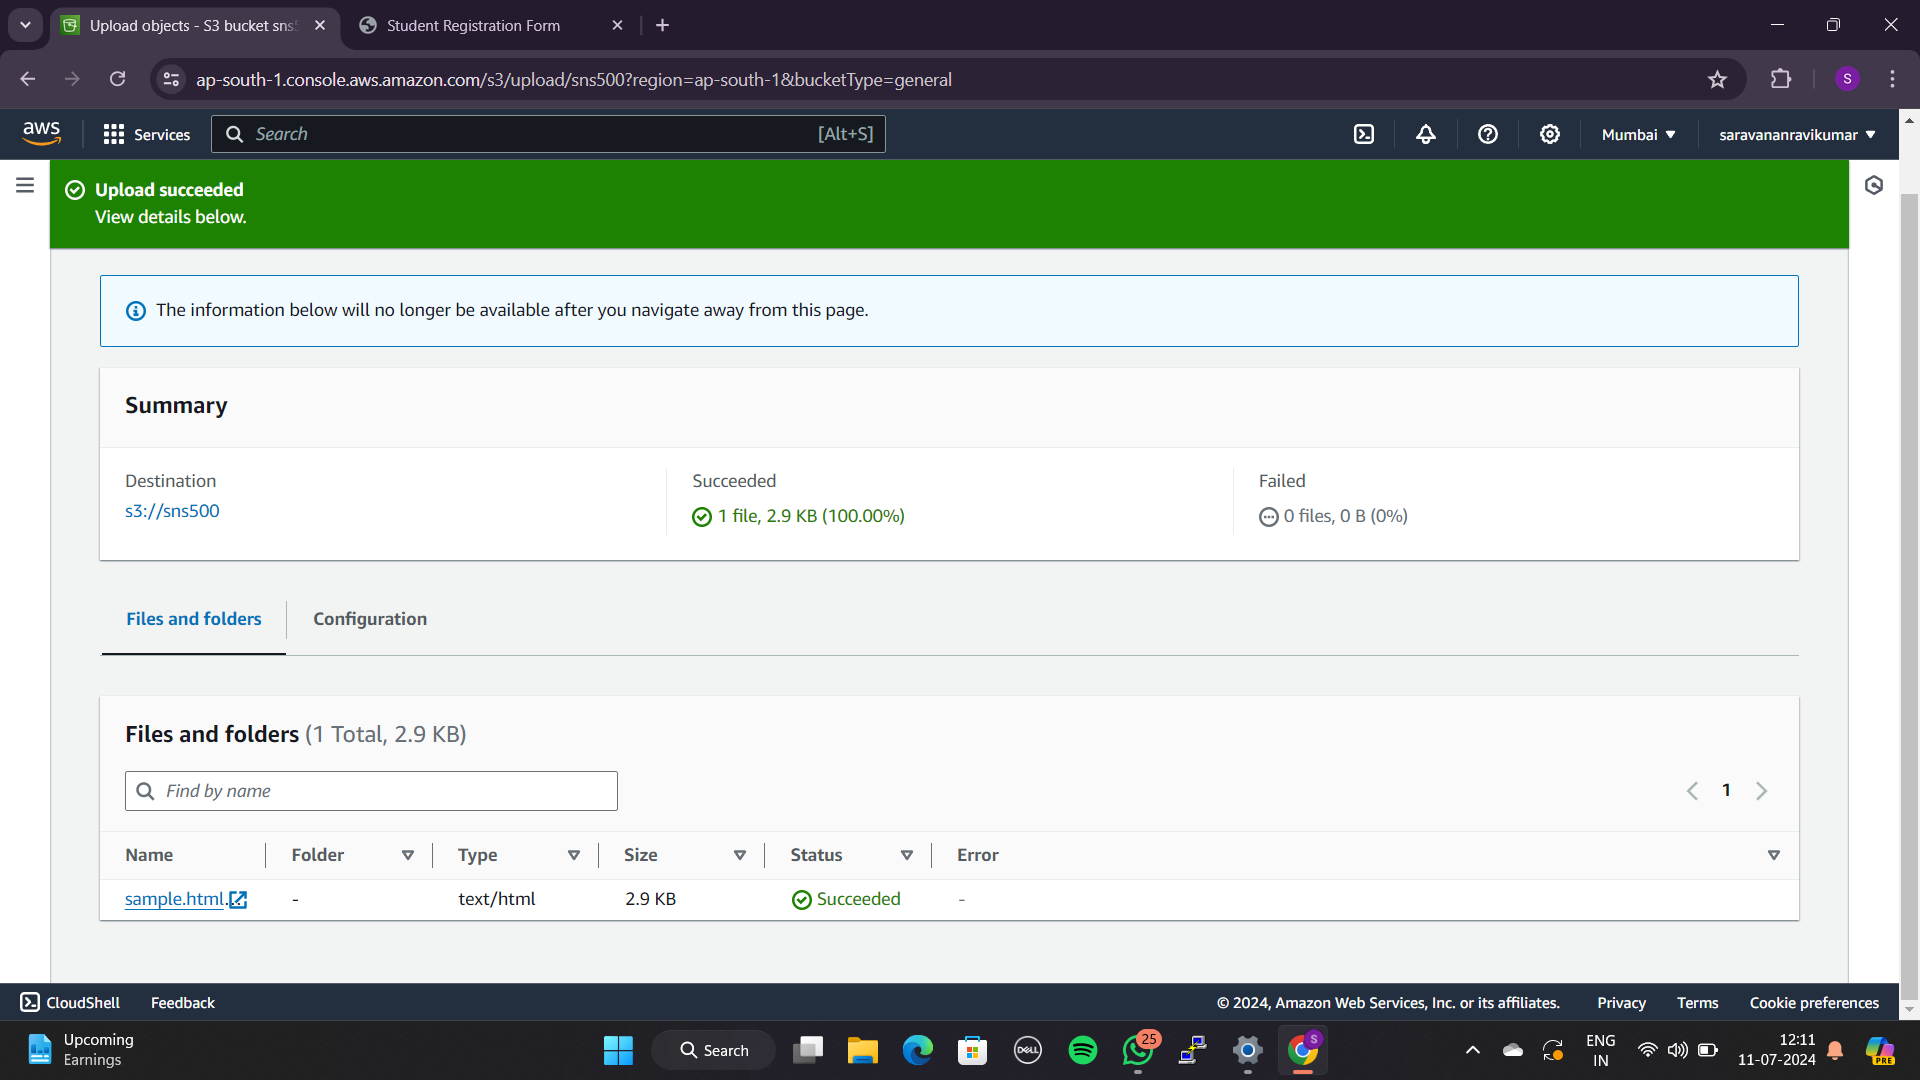 Upload objects - S3 bucket sns5
Student Registration Form
ap-south-1.console.aws.amazon.com/s3/upload/sns500?region=ap-south-1&bucketType=general
S
aws
Services
Search
[Alt+S]
Mumbai
saravananravikumar
Upload succeeded
View details below.
The information below will no longer be available after you navigate away from this page.
Summary
Destination
Succeeded
Failed
s3://sns500
1 file, 2.9 KB (100.00%)
0 files, 0 B (0%)
Files and folders
Configuration
Files and folders (1 Total, 2.9 KB)
Find by name
1
Name
Folder
Type
Size
Status
Error
sample.html...
-
text/html
2.9 KB
Succeeded
-
CloudShell
Feedback
© 2024, Amazon Web Services, Inc. or its affiliates.
Privacy
Terms
Cookie preferences
Upcoming
Earnings
Search
DELL
25
S
ENG
IN
12:11
11-07-2024
PRE